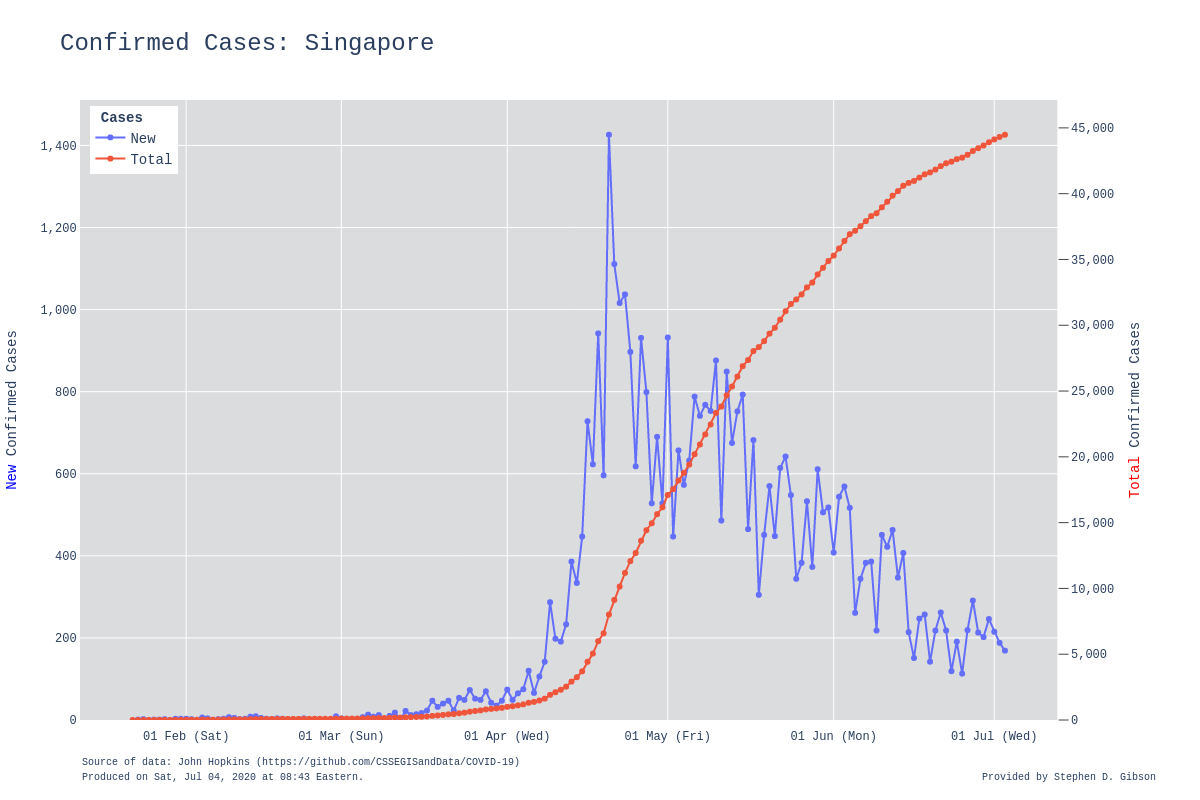 Confirmed Cases: Singapore
Cases
New
Total
1,400
1,200
1,000
800
600
400
200
0
45,000
40,000
35,000
30,000
25,000
20,000
15,000
10,000
5,000
0
New Confirmed Cases
Total Confirmed Cases
01 Feb (Sat) 01 Mar (Sun) 01 Apr (Wed) 01 May (Fri) 01 Jun (Mon) 01 Jul (Wed)
Source of data: John Hopkins (https://github.com/CSSEGISandData/COVID-19)
Produced on Sat, Jul 04, 2020 at 08:43 Eastern.
Provided by Stephen D. Gibson